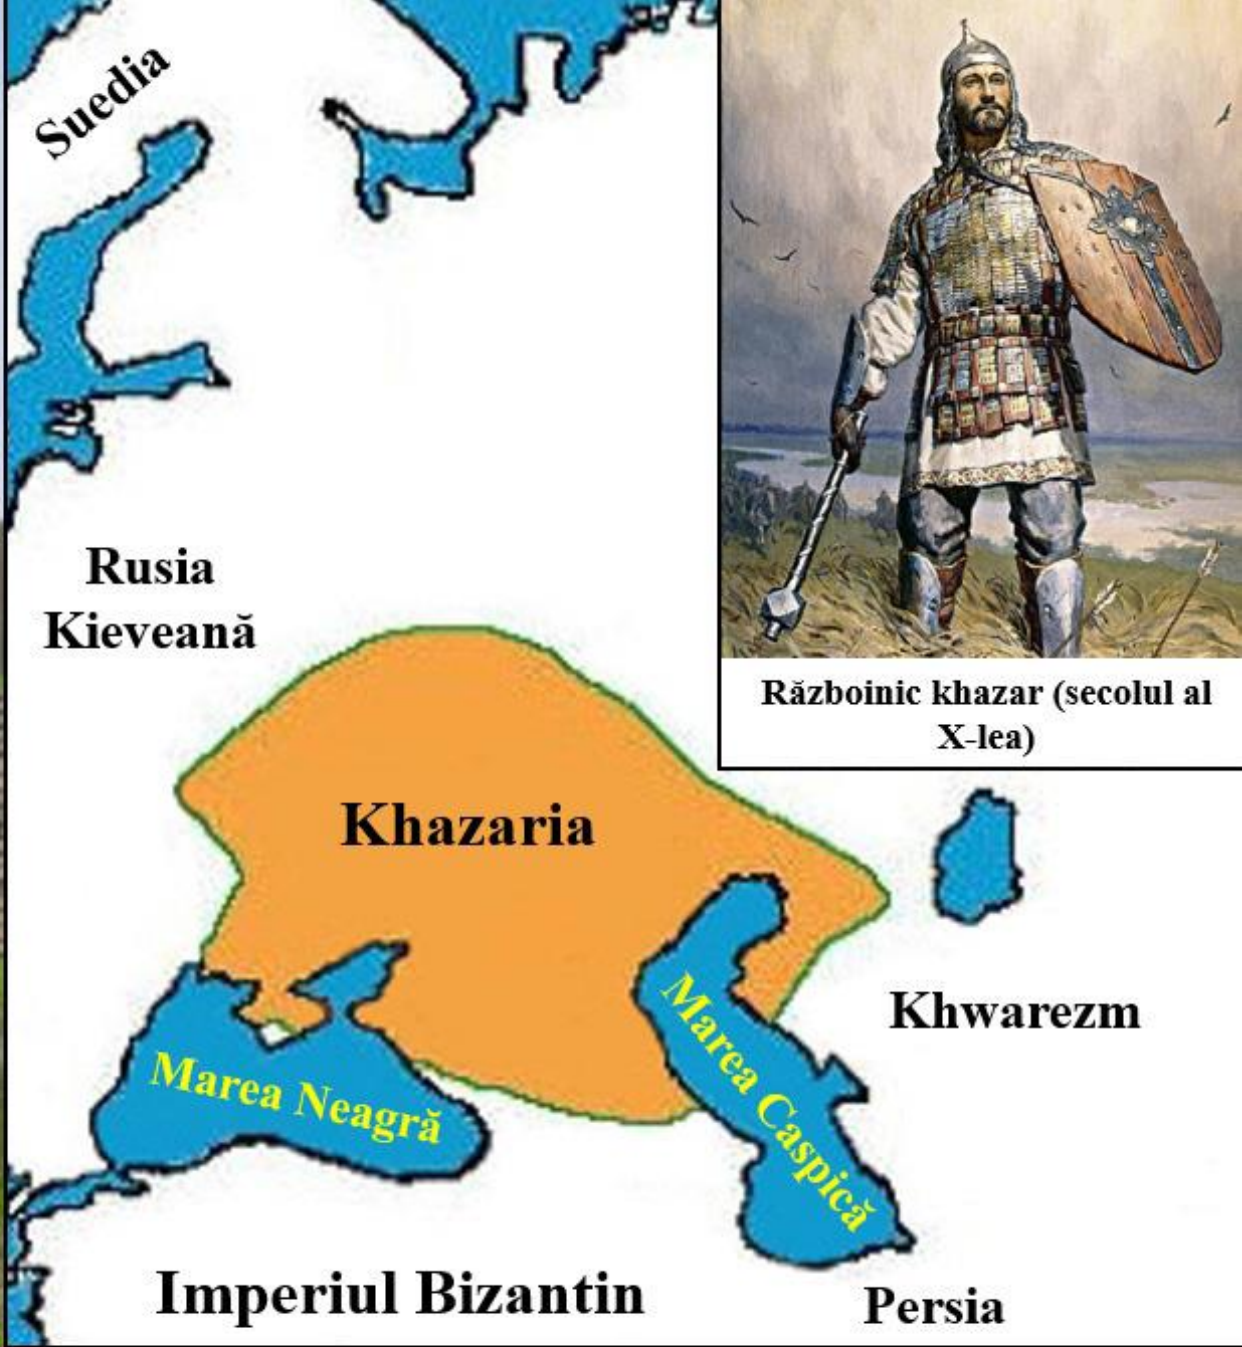 Suedia
Rusia
Kieveană
Războinic khazar (secolul al
X-lea)
Khazaria
Khwarezm
Marea Neagră
Marea Caspică
Imperiul Bizantin
Persia